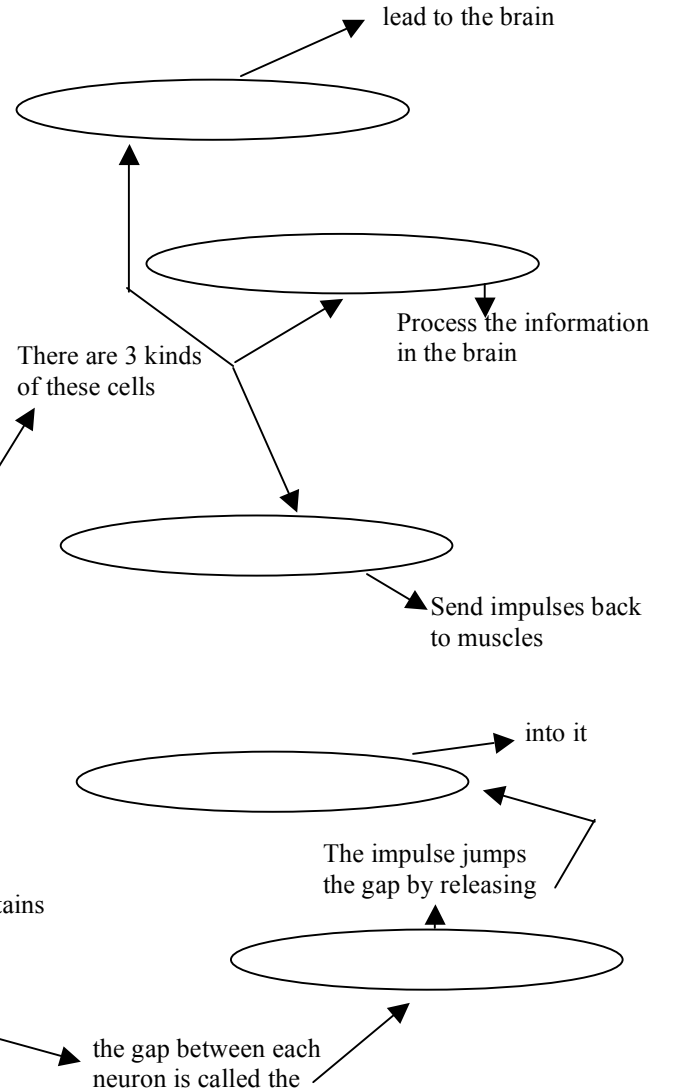 lead to the brain
Process the information
in the brain
There are 3 kinds
of these cells
Send impulses back
to muscles
into it
The impulse jumps
the gap by releasing
tains
the gap between each
neuron is called the